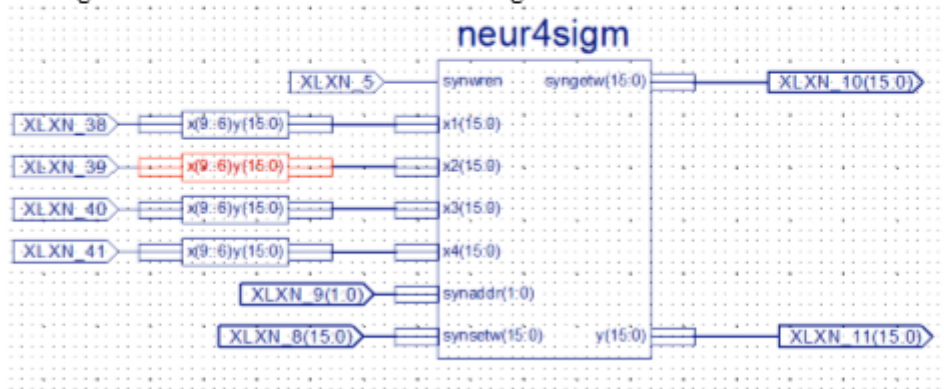 neur4sigm
XLXN_5 synwren syngetw(15:0) XLXN_10(15:0)
XLXN_38 x(9:-6)y(15:0) x1(15:0)
XLXN_39 x(9:-6)y(15:0) x2(15:0)
XLXN_40 x(9:-6)y(15:0) x3(15:0)
XLXN_41 x(9:-6)y(15:0) x4(15:0)
XLXN_9(1:0) synaddr(1:0)
XLXN_8(15:0) synsetw(15:0) y(15:0) XLXN_11(15:0)